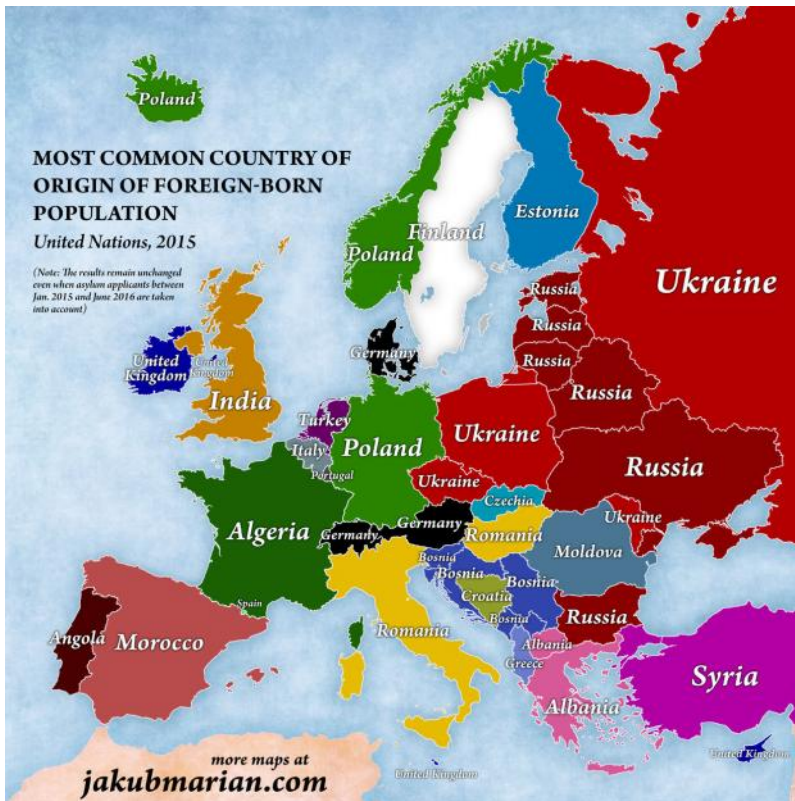 Poland
MOST COMMON COUNTRY OF
ORIGIN OF FOREIGN-BORN
POPULATION
United Nations, 2015
(Note: The results remain unchanged
even when asylum applicants between
Jan. 2015 and June 2016 are taken
into account)
Poland
Finland
Estonia
Ukraine
Russia
Russia
Russia
Russia
Germany
United
Kingdom
United
Kingdom
India
Turkey
Italy
Portugal
Poland
Ukraine
Ukraine
Russia
Czechia
Germany
Germany
Romania
Ukraine
Moldova
Algeria
Bosnia
Bosnia
Bosnia
Croatia
Bosnia
Russia
Spain
Angola
Morocco
Romania
Albania
Greece
Albania
Syria
United Kingdom
United Kingdom
more maps at
jakubmarian.com